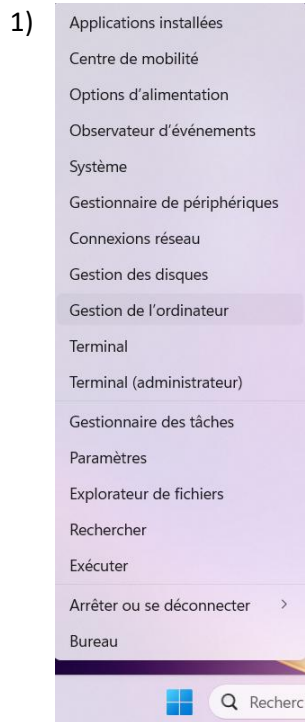 1)
Applications installées
Centre de mobilité
Options d'alimentation
Observateur d'événements
Système
Gestionnaire de périphériques
Connexions réseau
Gestion des disques
Gestion de l'ordinateur
Terminal
Terminal (administrateur)
Gestionnaire des tâches
Paramètres
Explorateur de fichiers
Rechercher
Exécuter
Arrêter ou se déconnecter >
Bureau
Recherc